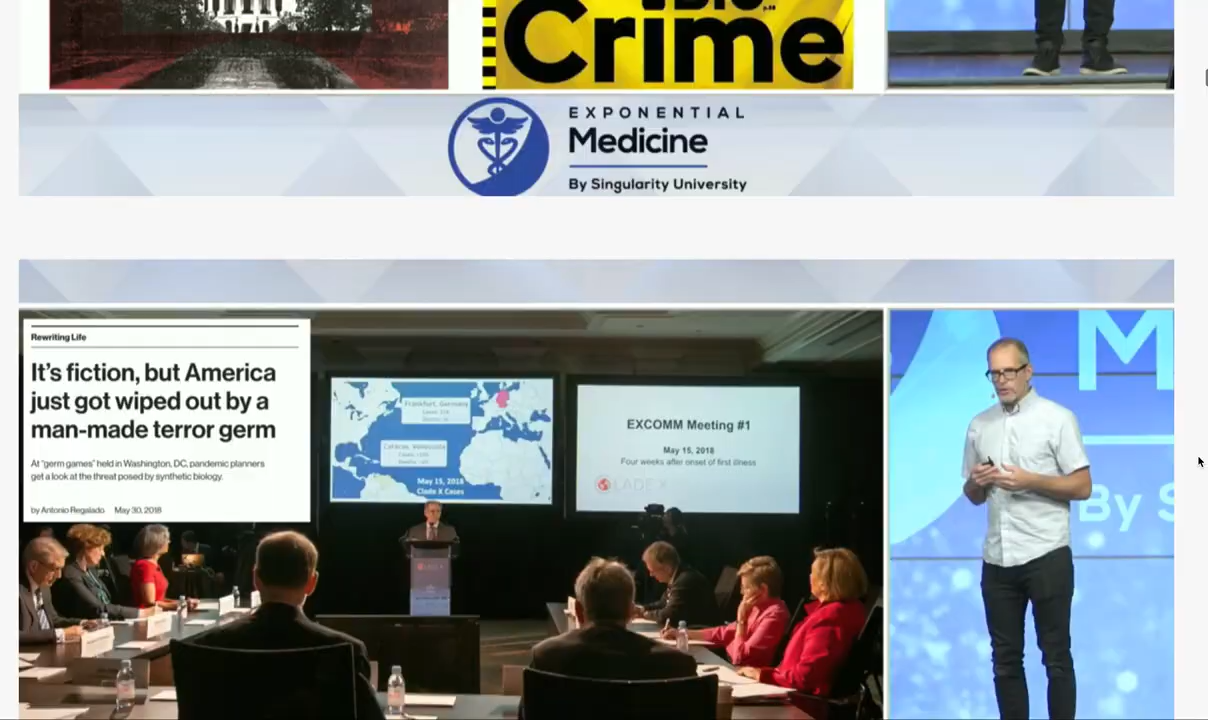 Crime
EXPONENTIAL
Medicine
By Singularity University
Rewriting Life
It's fiction, but America
just got wiped out by a
man-made terror germ
At "germ games" held in Washington, DC, pandemic planners
get a look at the threat posed by synthetic biology.
by Antonio Regalado May 30, 2018
Frankfurt, Germany
Caracas, Venezuela
May 15, 2018
Clade X Cases
EXCOMM Meeting #1
May 15, 2018
Four weeks after onset of first illness
CLADE X
M
By S